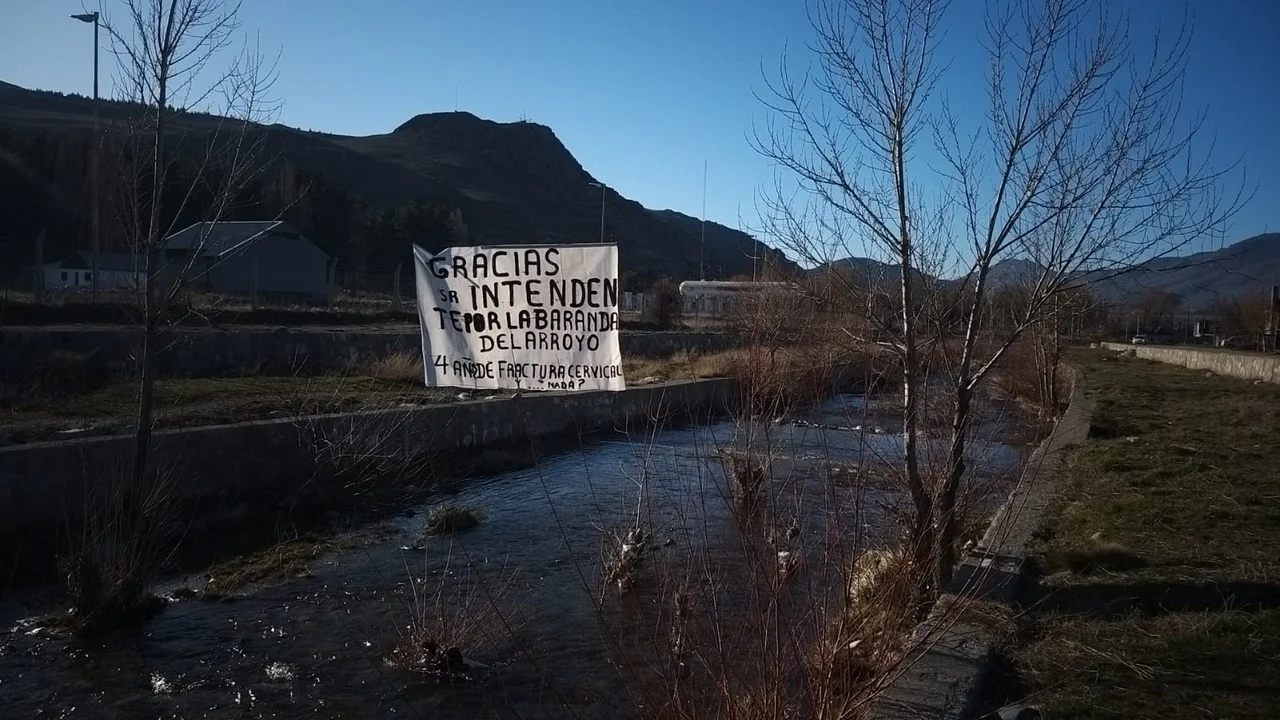 GRACIAS
SR INTENDEN
TE POR LA BARANDA
DEL ARROYO
4 AÑOS DE FRACTURA CERVICAL
Y .... NADA?